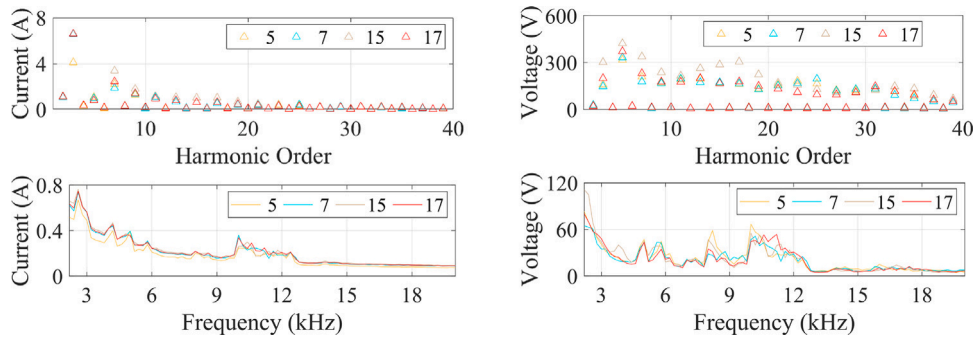 Current (A)
8
4
0
5 7 15 17
10 20 30 40
Harmonic Order
Voltage (V)
600
300
0
5 7 15 17
10 20 30 40
Harmonic Order
Current (A)
0.8
0.4
0
5 7 15 17
3 6 9 12 15 18
Frequency (kHz)
Voltage (V)
120
60
0
5 7 15 17
3 6 9 12 15 18
Frequency (kHz)